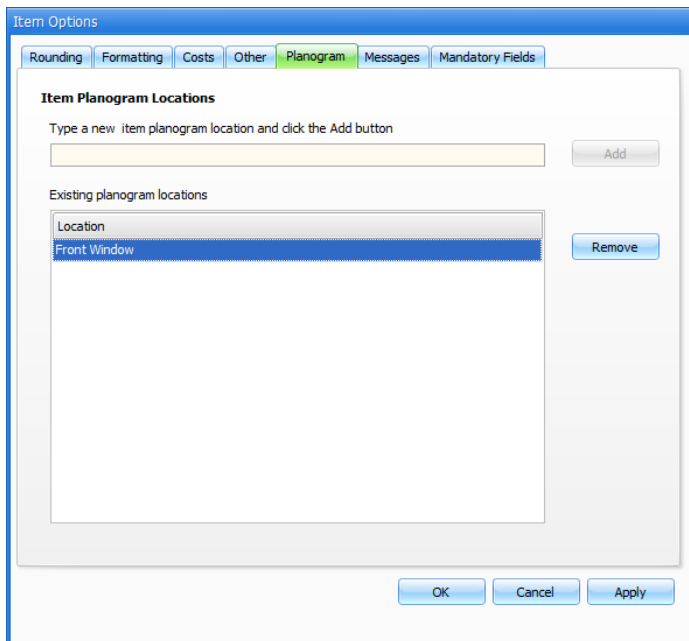 Item Options
Rounding Formatting Costs Other Planogram Messages Mandatory Fields
Item Planogram Locations
Type a new item planogram location and click the Add button
Add
Existing planogram locations
Location
Front Window
Remove
OK Cancel Apply